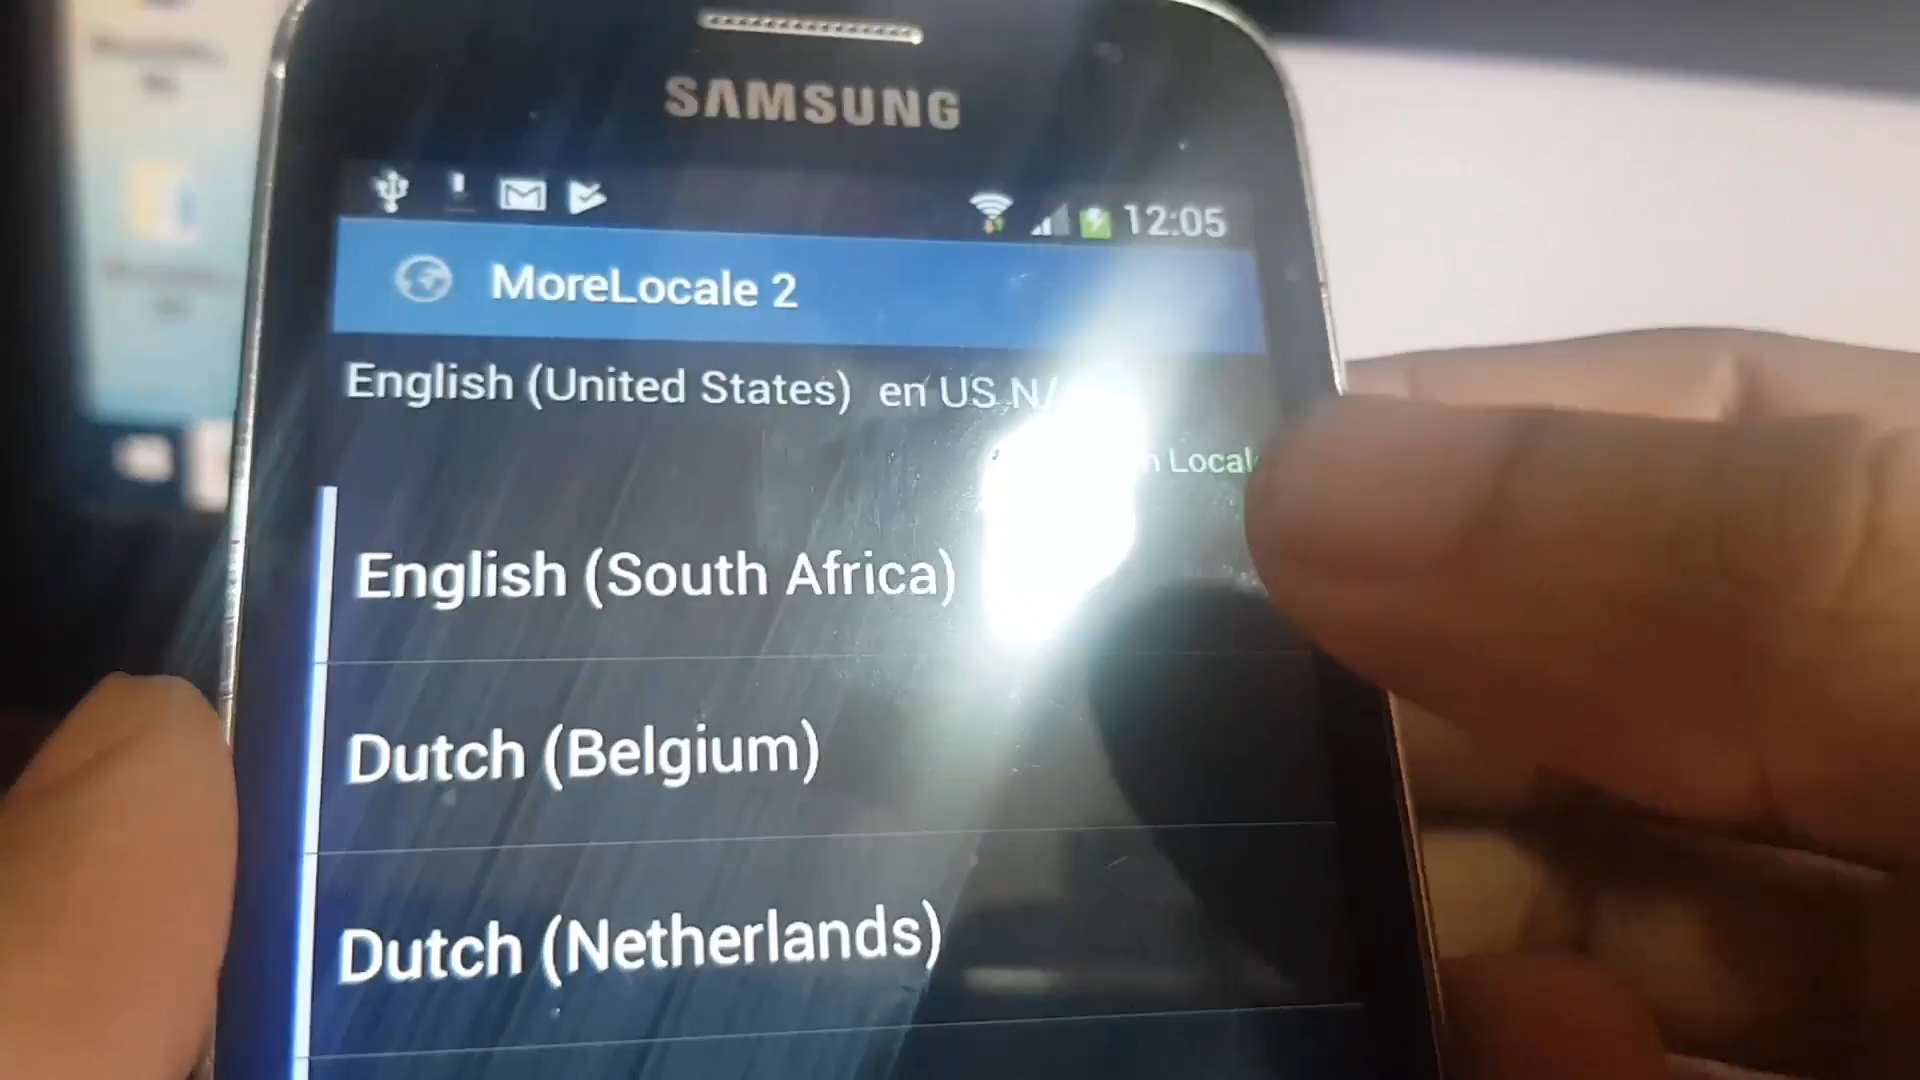 SAMSUNG
12:05
MoreLocale 2
English (United States) en US N/
Local
English (South Africa)
Dutch (Belgium)
Dutch (Netherlands)